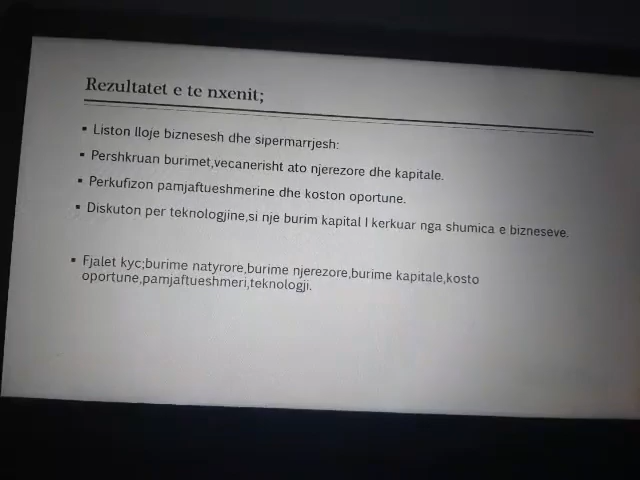 Rezultatet e te nxenit;
▪ Liston lloje biznesesh dhe sipermarrjesh:
▪ Pershkruan burimet,vecanerisht ato njerezore dhe kapitale.
▪ Perkufizon pamjaftueshmerine dhe koston oportune.
▪ Diskuton per teknologjine,si nje burim kapital I kerkuar nga shumica e bizneseve.
▪ Fjalet kyc;burime natyrore,burime njerezore,burime kapitale,kosto
oportune,pamjaftueshmeri,teknologji.